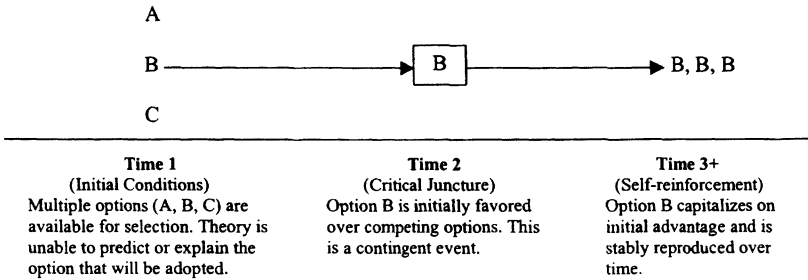 A
B B B, B, B
C
Time 1 Time 2 Time 3+
(Initial Conditions) (Critical Juncture) (Self-reinforcement)
Multiple options (A, B, C) are Option B is initially favored Option B capitalizes on
available for selection. Theory is over competing options. This initial advantage and is
unable to predict or explain the is a contingent event. stably reproduced over
option that will be adopted. time.